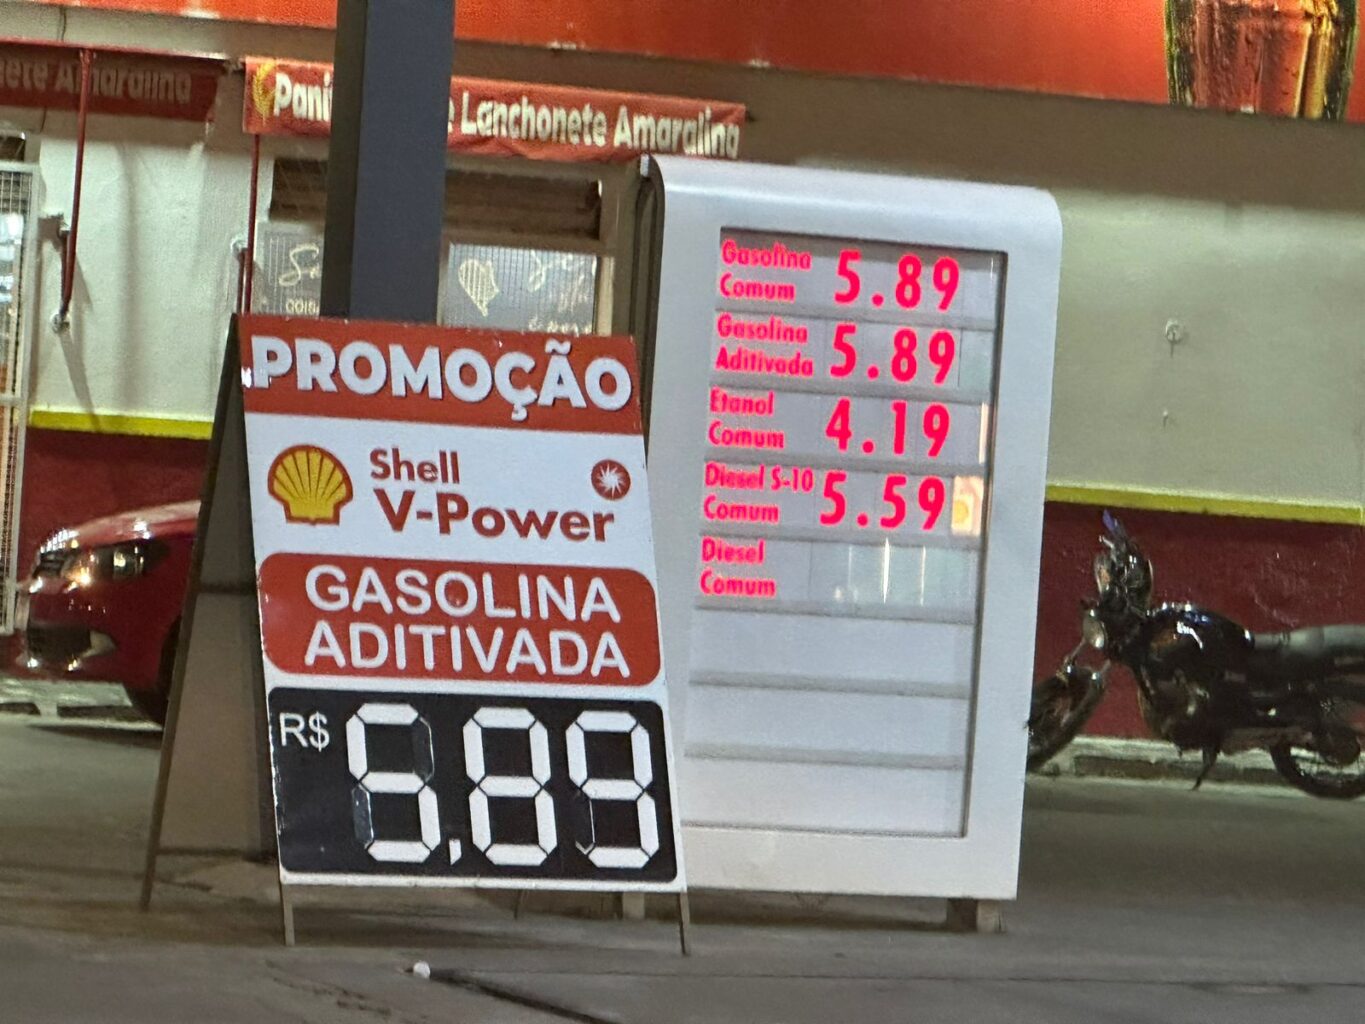 Lanchonete Amaralina
Gasolina
Comum 5.89
Gasolina
Aditivada 5.89
Etanol
Comum 4.19
Diesel S-10
Comum 5.59
Diesel
Comum
PROMOÇÃO
Shell
V-Power
GASOLINA
ADITIVADA
R$ 5,89